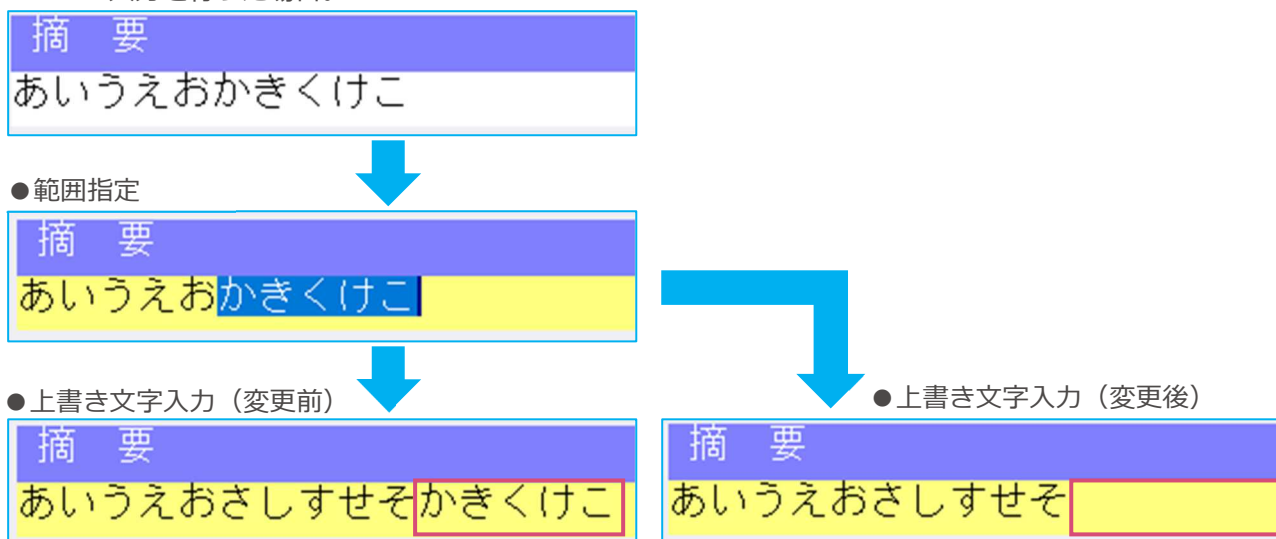 摘 要
あいうえおかきくけこ
●範囲指定
摘 要
あいうえおかきくけこ
●上書き文字入力（変更前）
●上書き文字入力（変更後）
摘 要
摘 要
あいうえおさしすせそかきくけこ
あいうえおさしすせそ